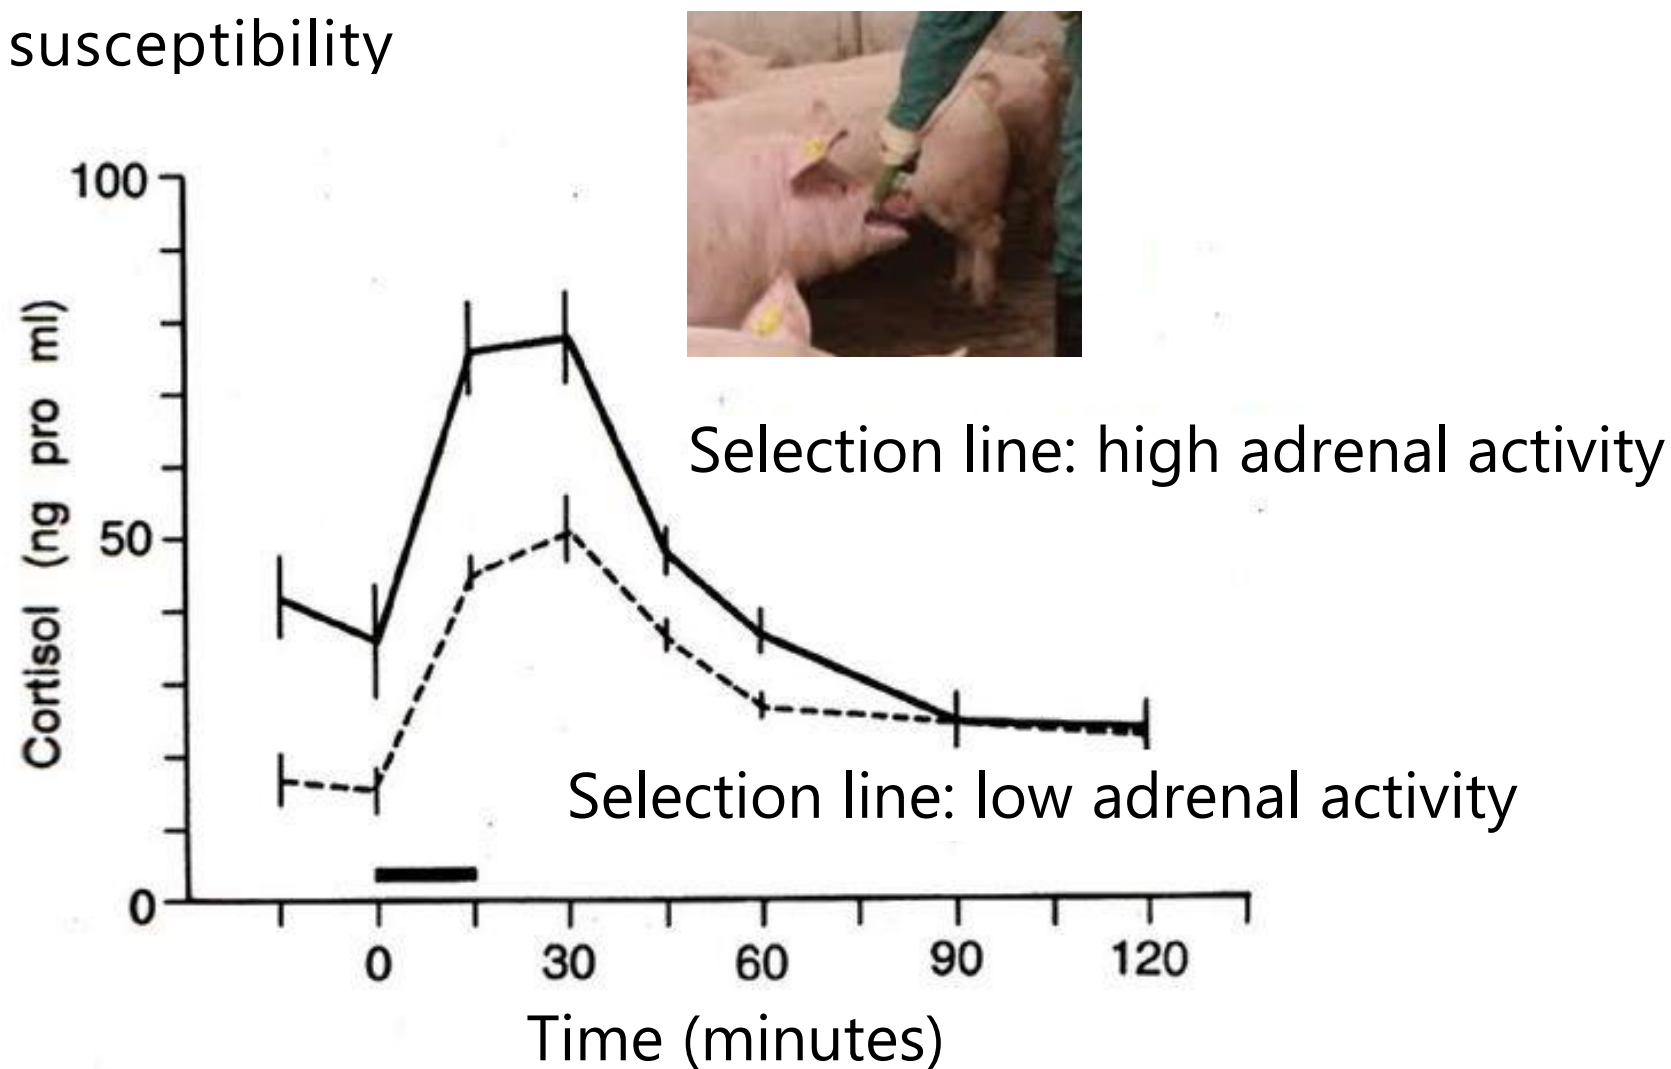 susceptibility
100
50
0
Cortisol (ng pro ml)
Selection line: high adrenal activity
Selection line: low adrenal activity
0 30 60 90 120
Time (minutes)